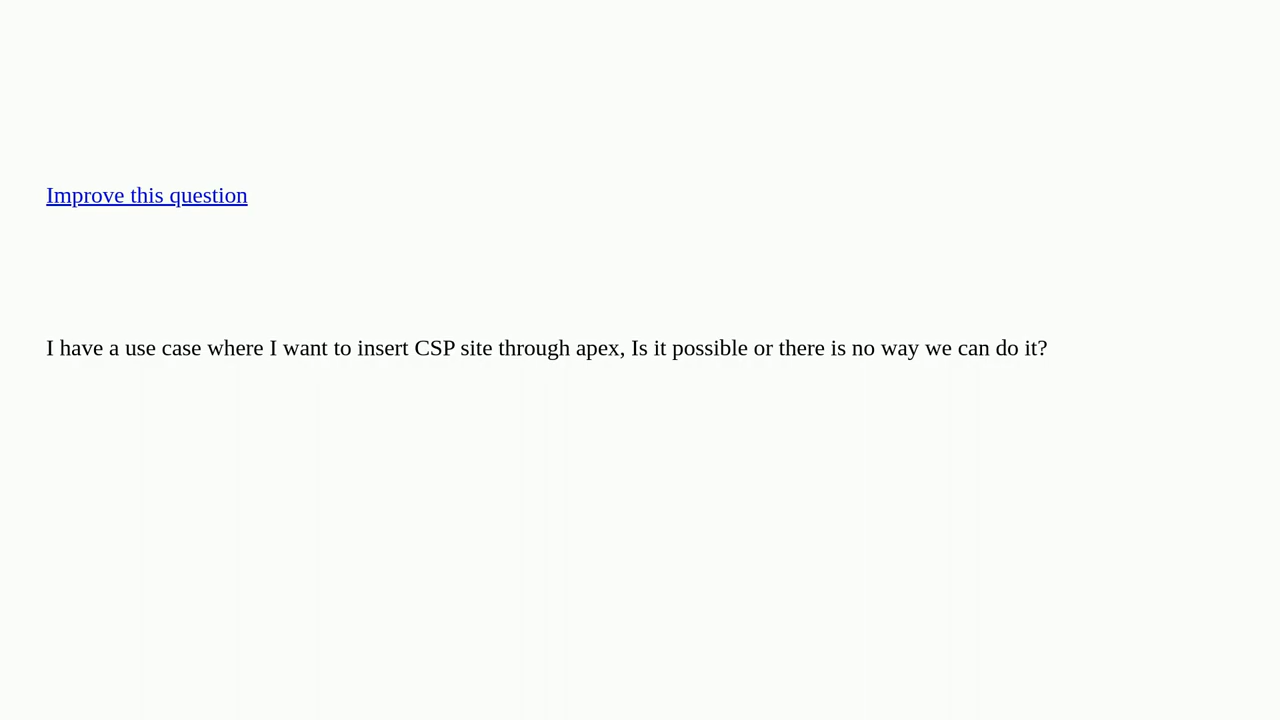 Improve this question
I have a use case where I want to insert CSP site through apex, Is it possible or there is no way we can do it?